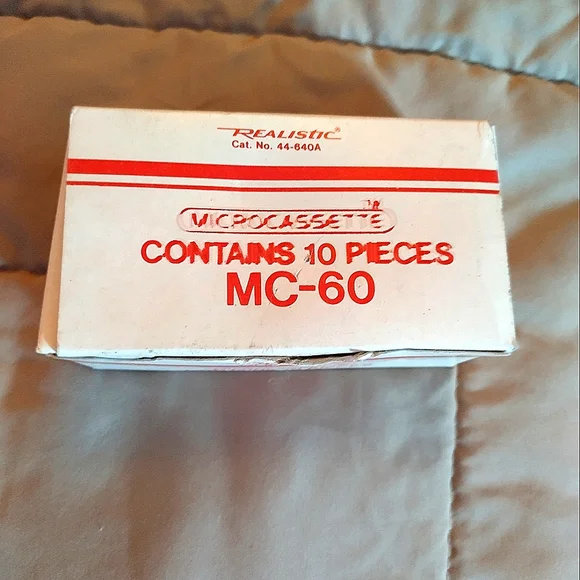 REALISTIC®
Cat. No. 44-640A
MICROCASSETTE™
CONTAINS 10 PIECES
MC-60